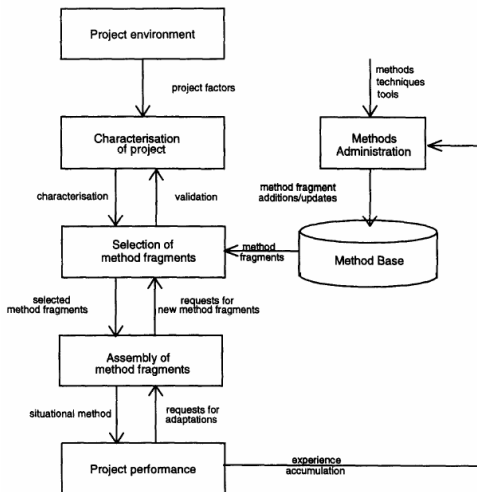 Project environment
project factors
methods
techniques
tools
Characterisation
of project
Methods
Administration
characterisation
validation
method fragment
additions/updates
Selection of
method fragments
method
fragments
Method Base
selected
method fragments
requests for
new method fragments
Assembly of
method fragments
situational method
requests for
adaptations
Project performance
experience
accumulation